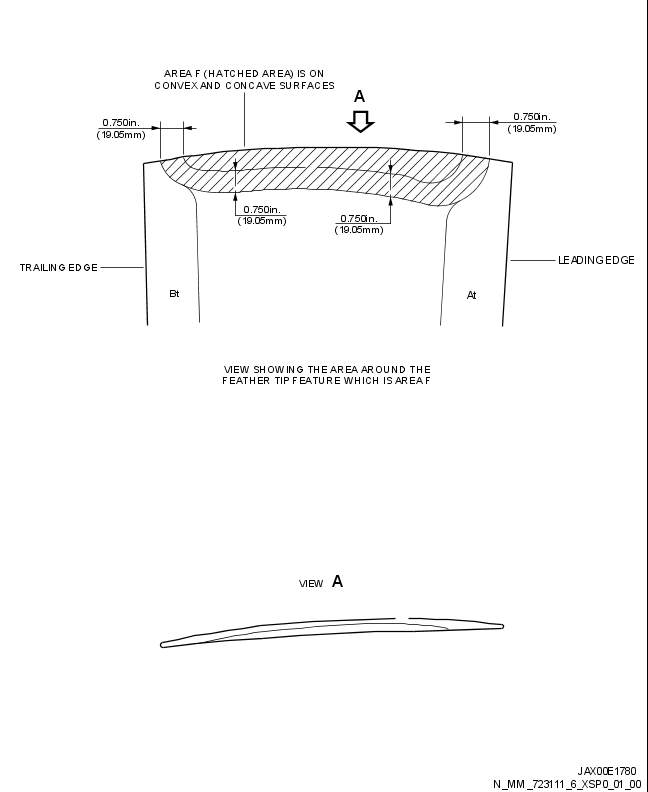 AREA F (HATCHED AREA) IS ON
CONVEX AND CONCAVE SURFACES
A
0.750in.
(19.05mm)
0.750in.
(19.05mm)
0.750in.
(19.05mm)
0.750in.
(19.05mm)
TRAILING EDGE
LEADING EDGE
Bt
At
VIEW SHOWING THE AREA AROUND THE
FEATHER TIP FEATURE WHICH IS AREA F
VIEW A
JAX00E1780
N_MM_723111_6_XSP0_01_00